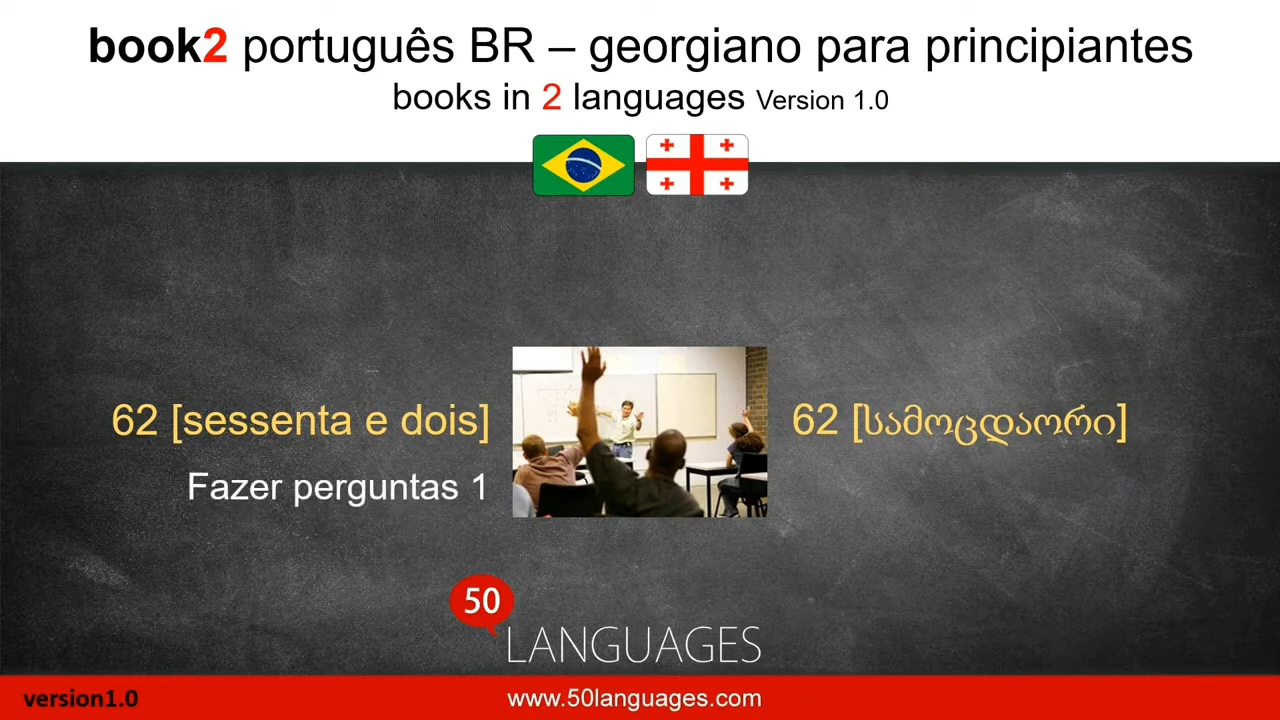 book2 português BR – georgiano para principiantes
books in 2 languages Version 1.0
62 [sessenta e dois]
Fazer perguntas 1
62 [სამოცდაორი]
50
LANGUAGES
version1.0
www.50languages.com